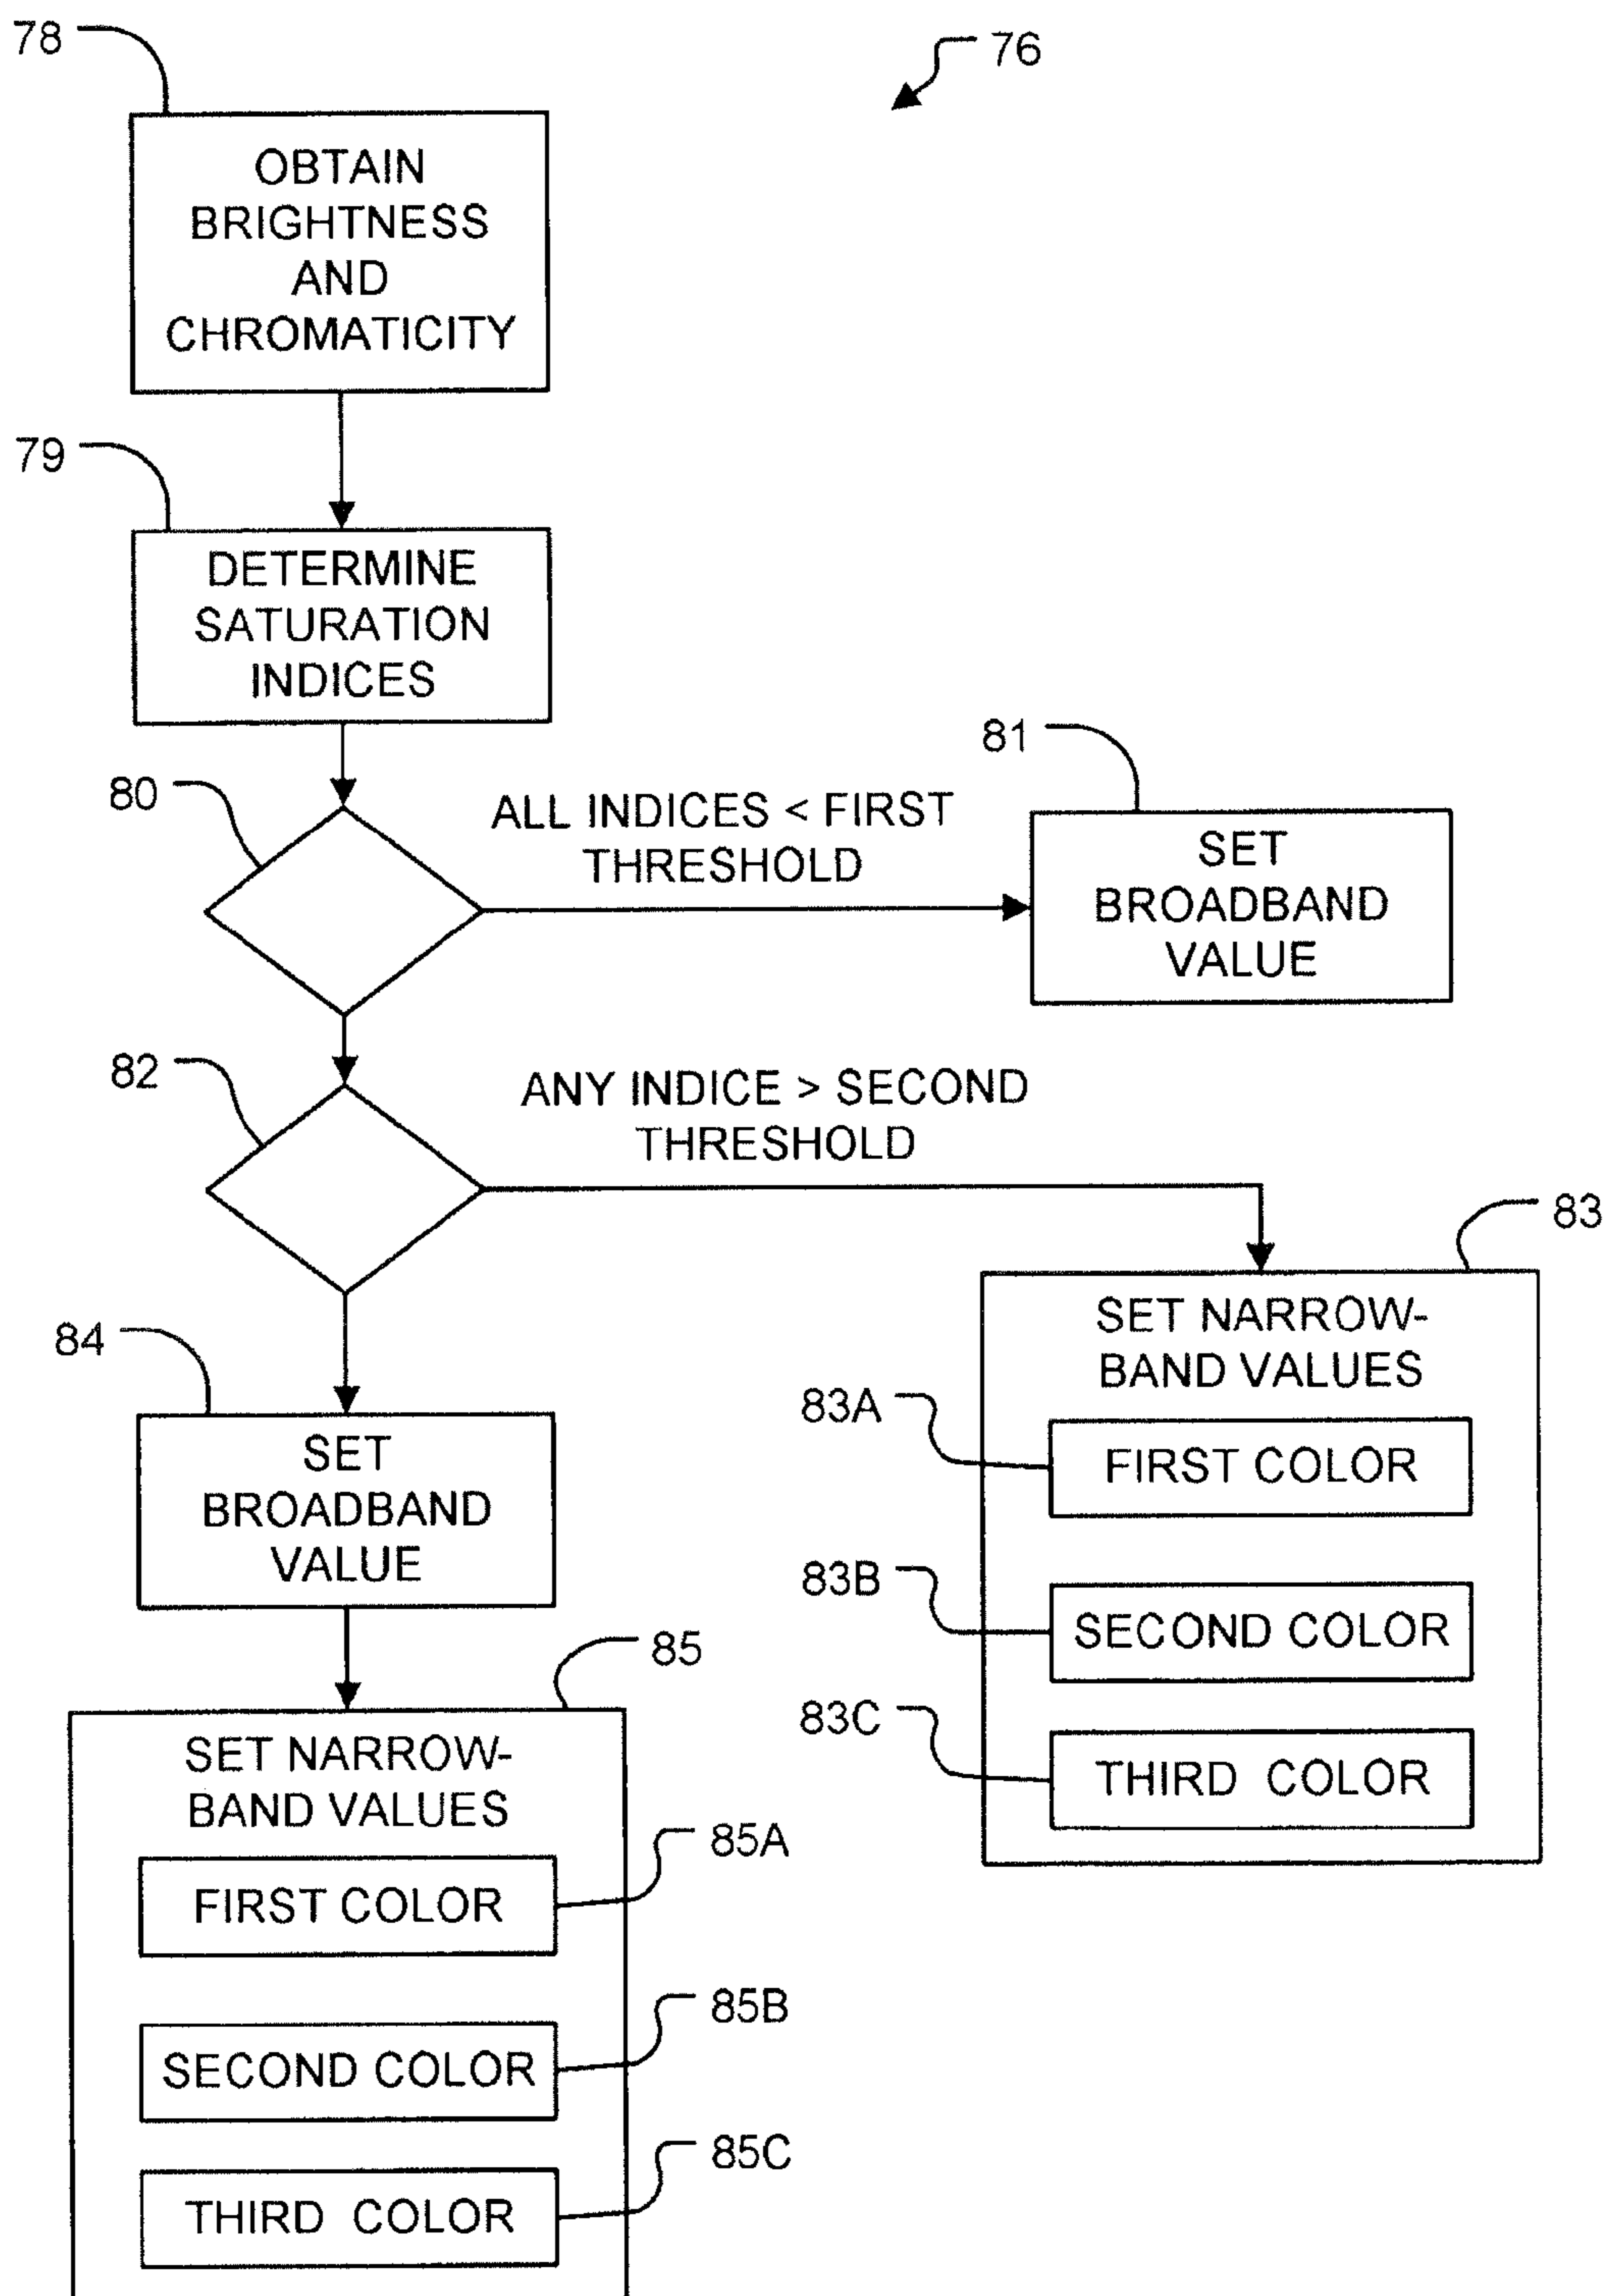 78
76
OBTAIN
BRIGHTNESS
AND
CHROMATICITY
79
DETERMINE
SATURATION
INDICES
80
ALL INDICES < FIRST
THRESHOLD
81
SET
BROADBAND
VALUE
82
ANY INDICE > SECOND
THRESHOLD
83
SET NARROW-
BAND VALUES
83A
FIRST COLOR
83B
SECOND COLOR
83C
THIRD COLOR
84
SET
BROADBAND
VALUE
85
SET NARROW-
BAND VALUES
85A
FIRST COLOR
85B
SECOND COLOR
85C
THIRD COLOR